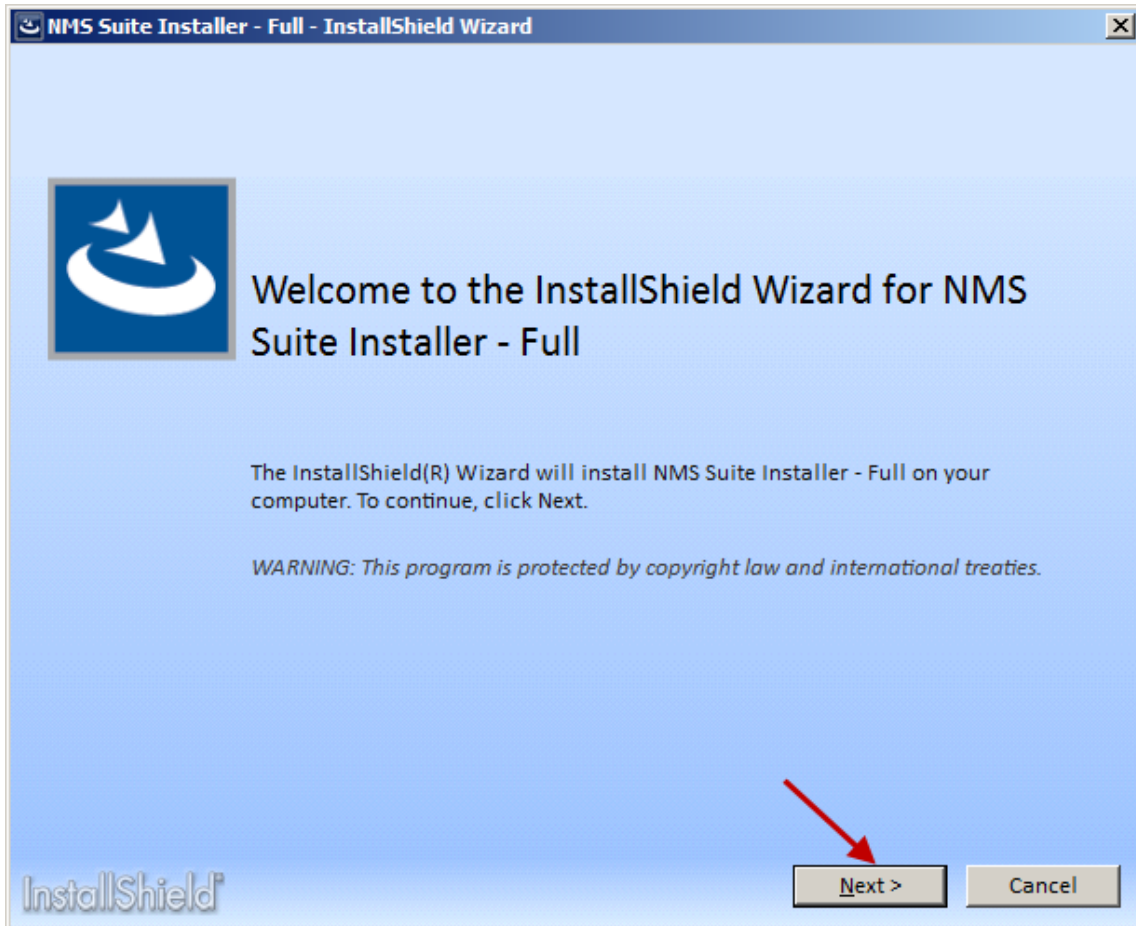 NMS Suite Installer - Full - InstallShield Wizard
Welcome to the InstallShield Wizard for NMS
Suite Installer - Full
The InstallShield(R) Wizard will install NMS Suite Installer - Full on your
computer. To continue, click Next.
WARNING: This program is protected by copyright law and international treaties.
InstallShield®
Next >
Cancel